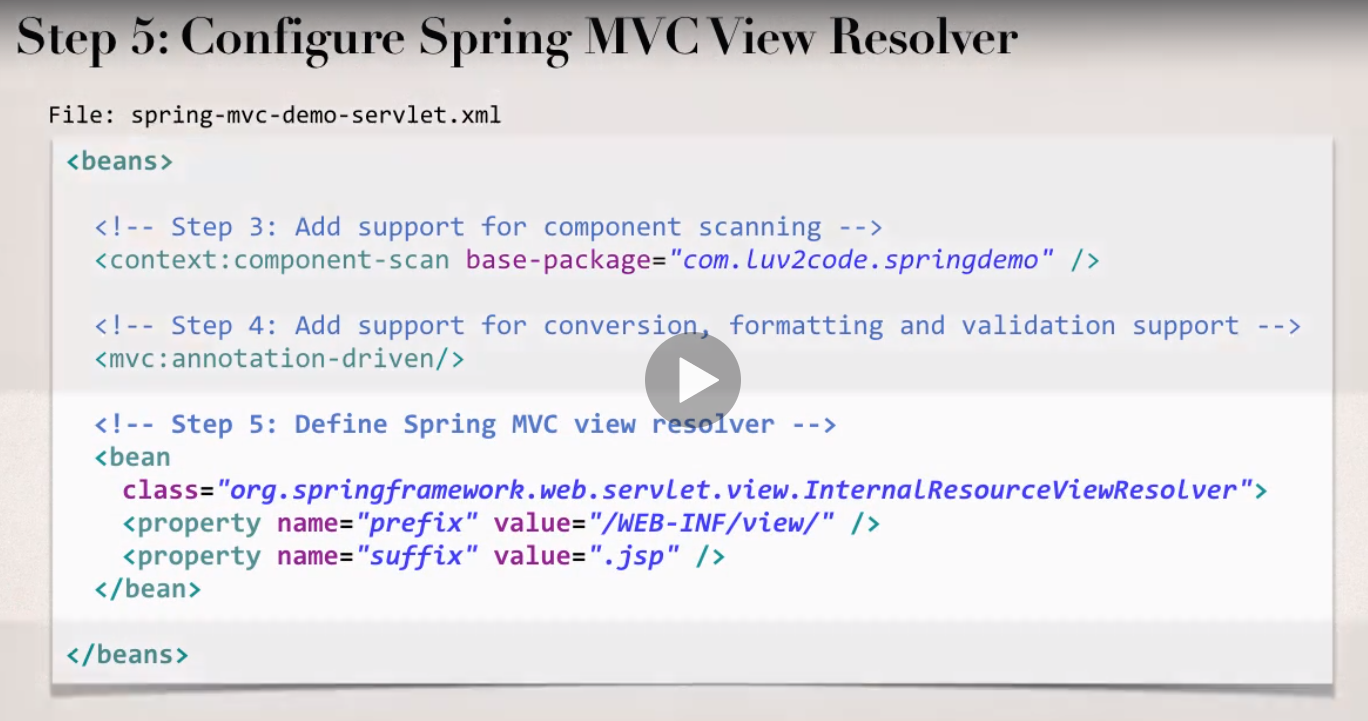 Step 5: Configure Spring MVC View Resolver
File: spring-mvc-demo-servlet.xml
<beans>
<!-- Step 3: Add support for component scanning -->
<context:component-scan base-package="com.luv2code.springdemo" />
<!-- Step 4: Add support for conversion, formatting and validation support -->
<mvc:annotation-driven/>
<!-- Step 5: Define Spring MVC view resolver -->
<bean
class="org.springframework.web.servlet.view.InternalResourceViewResolver">
<property name="prefix" value="/WEB-INF/view/" />
<property name="suffix" value=".jsp" />
</bean>
</beans>